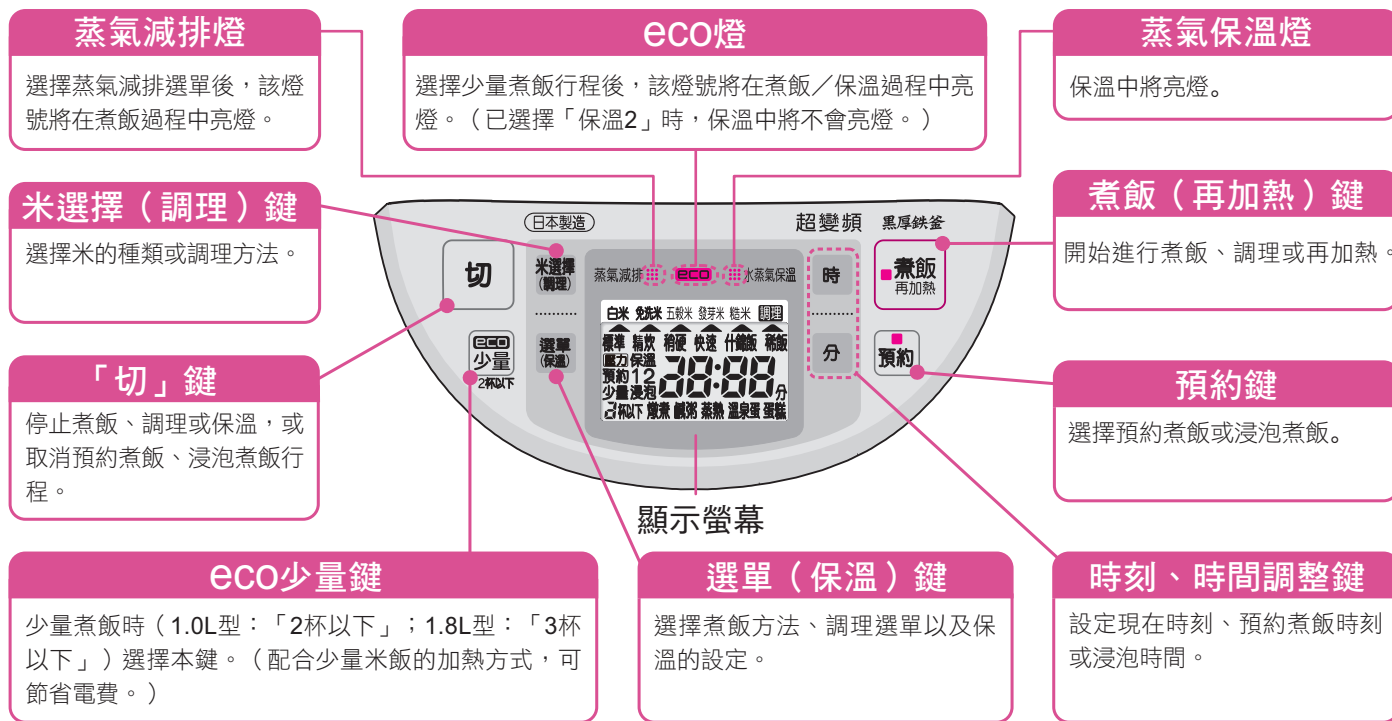 蒸氣減排燈
選擇蒸氣減排選單後，該燈
號將在煮飯過程中亮燈。
eco燈
選擇少量煮飯行程後，該燈號將在煮飯／保溫過程中亮
燈。（已選擇「保溫2」時，保溫中將不會亮燈。）
蒸氣保溫燈
保溫中將亮燈。
米選擇（調理）鍵
選擇米的種類或調理方法。
「切」鍵
停止煮飯、調理或保溫，或
取消預約煮飯、浸泡煮飯行
程。
日本製造
超變頻 黒厚鉄釜
切
米選擇
（調理）
蒸氣減排 eco 水蒸氣保溫
時
煮飯
再加熱
eco
少量
2杯以下
選單
（保溫）
白米 免洗米 五穀米 發芽米 糙米 調理
標準 精炊 稍硬 快速 什錦飯 稀飯
壓力 保溫
預約 1 2 28:88
少量 浸泡 分
2杯以下 燉煮 鹹粥 蒸熱 溫泉蛋 蛋糕
分
預約
顯示螢幕
煮飯（再加熱）鍵
開始進行煮飯、調理或再加熱。
預約鍵
選擇預約煮飯或浸泡煮飯。
eco少量鍵
少量煮飯時（1.0L型：「2杯以下」；1.8L型：「3杯
以下」）選擇本鍵。（配合少量米飯的加熱方式，可
節省電費。）
選單（保溫）鍵
選擇煮飯方法、調理選單以及保
溫的設定。
時刻、時間調整鍵
設定現在時刻、預約煮飯時刻
或浸泡時間。